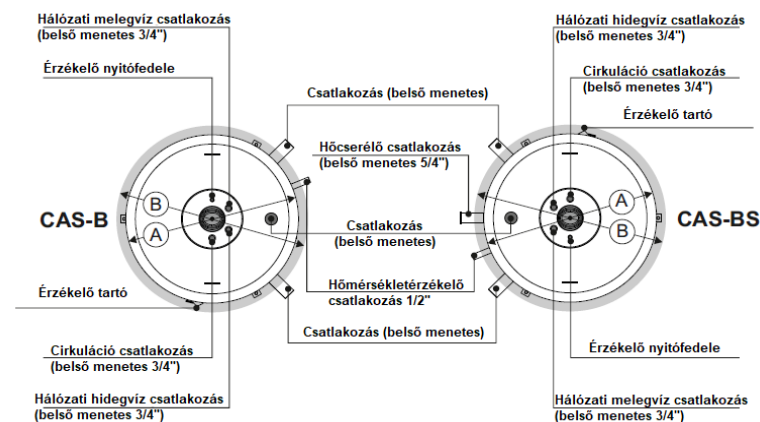 Hálózati melegvíz csatlakozás
(belső menetes 3/4")
Érzékelő nyitófedele
Csatlakozás (belső menetes)
Hőcserélő csatlakozás
(belső menetes 5/4")
Hálózati hidegvíz csatlakozás
(belső menetes 3/4")
Cirkuláció csatlakozás
(belső menetes 3/4")
Érzékelő tartó
CAS-B
B
A
Csatlakozás
(belső menetes)
A
B
CAS-BS
Érzékelő tartó
Hőmérsékletérzékelő
csatlakozás 1/2"
Csatlakozás (belső menetes)
Cirkuláció csatlakozás
(belső menetes 3/4")
Hálózati hidegvíz csatlakozás
(belső menetes 3/4")
Érzékelő nyitófedele
Hálózati melegvíz csatlakozás
(belső menetes 3/4")